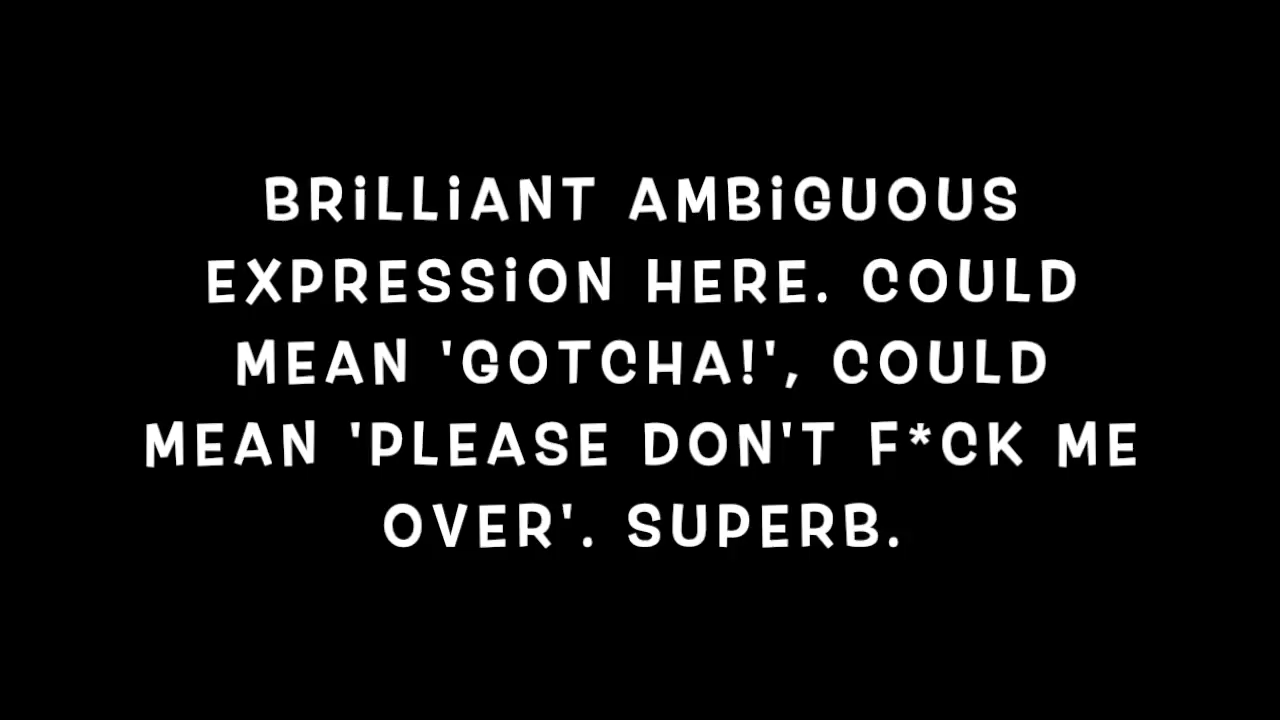 BRiLLiANT AMBiGUOUS
EXPRESSiON HERE. COULD
MEAN 'GOTCHA!', COULD
MEAN 'PLEASE DON'T F*CK ME
OVER'. SUPERB.